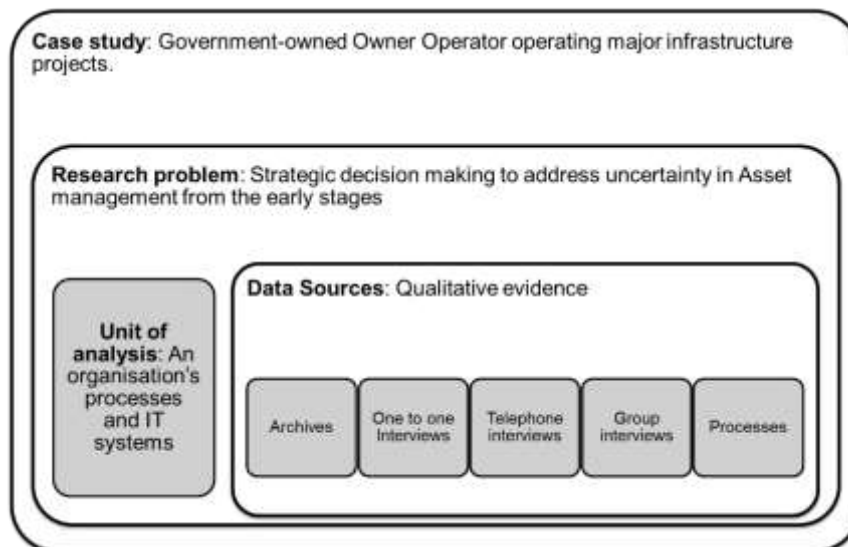 Case study: Government-owned Owner Operator operating major infrastructure
projects.
Research problem: Strategic decision making to address uncertainty in Asset
management from the early stages
Unit of
analysis: An
organisation's
processes
and IT
systems
Data Sources: Qualitative evidence
Archives
One to one
Interviews
Telephone
interviews
Group
interviews
Processes